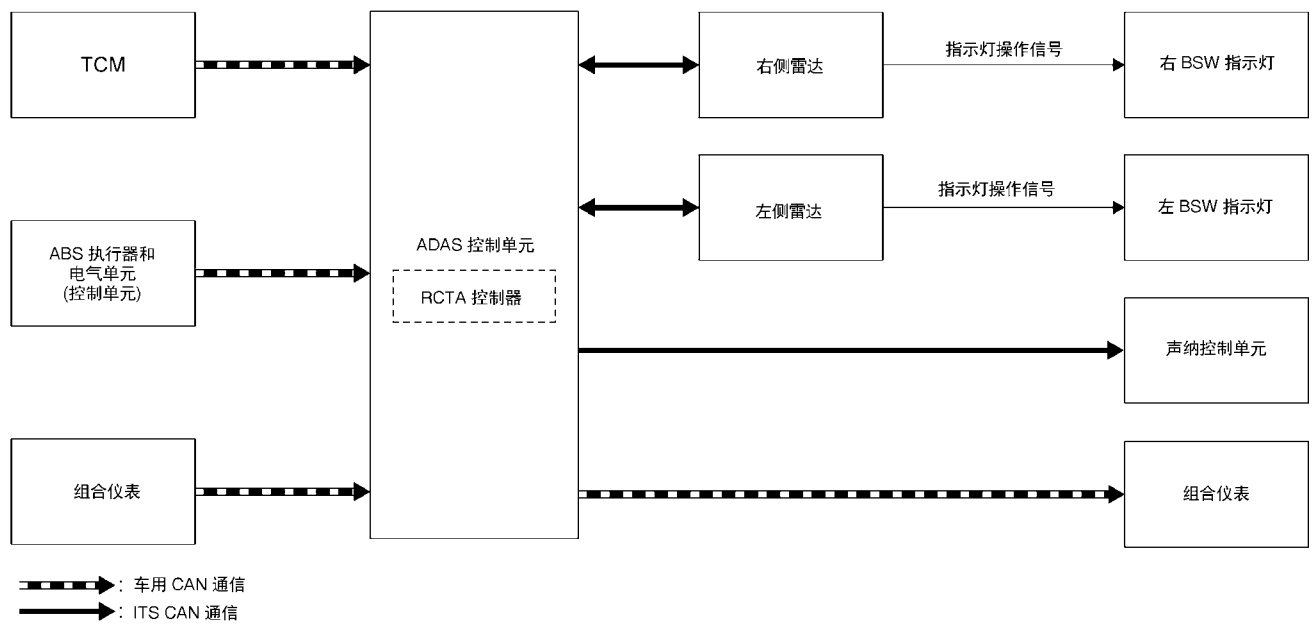 TCM
右侧雷达
指示灯操作信号
右 BSW 指示灯
左侧雷达
指示灯操作信号
左 BSW 指示灯
ABS 执行器和
电气单元
(控制单元)
ADAS 控制单元
RCTA 控制器
声纳控制单元
组合仪表
组合仪表
: 车用 CAN 通信
: ITS CAN 通信